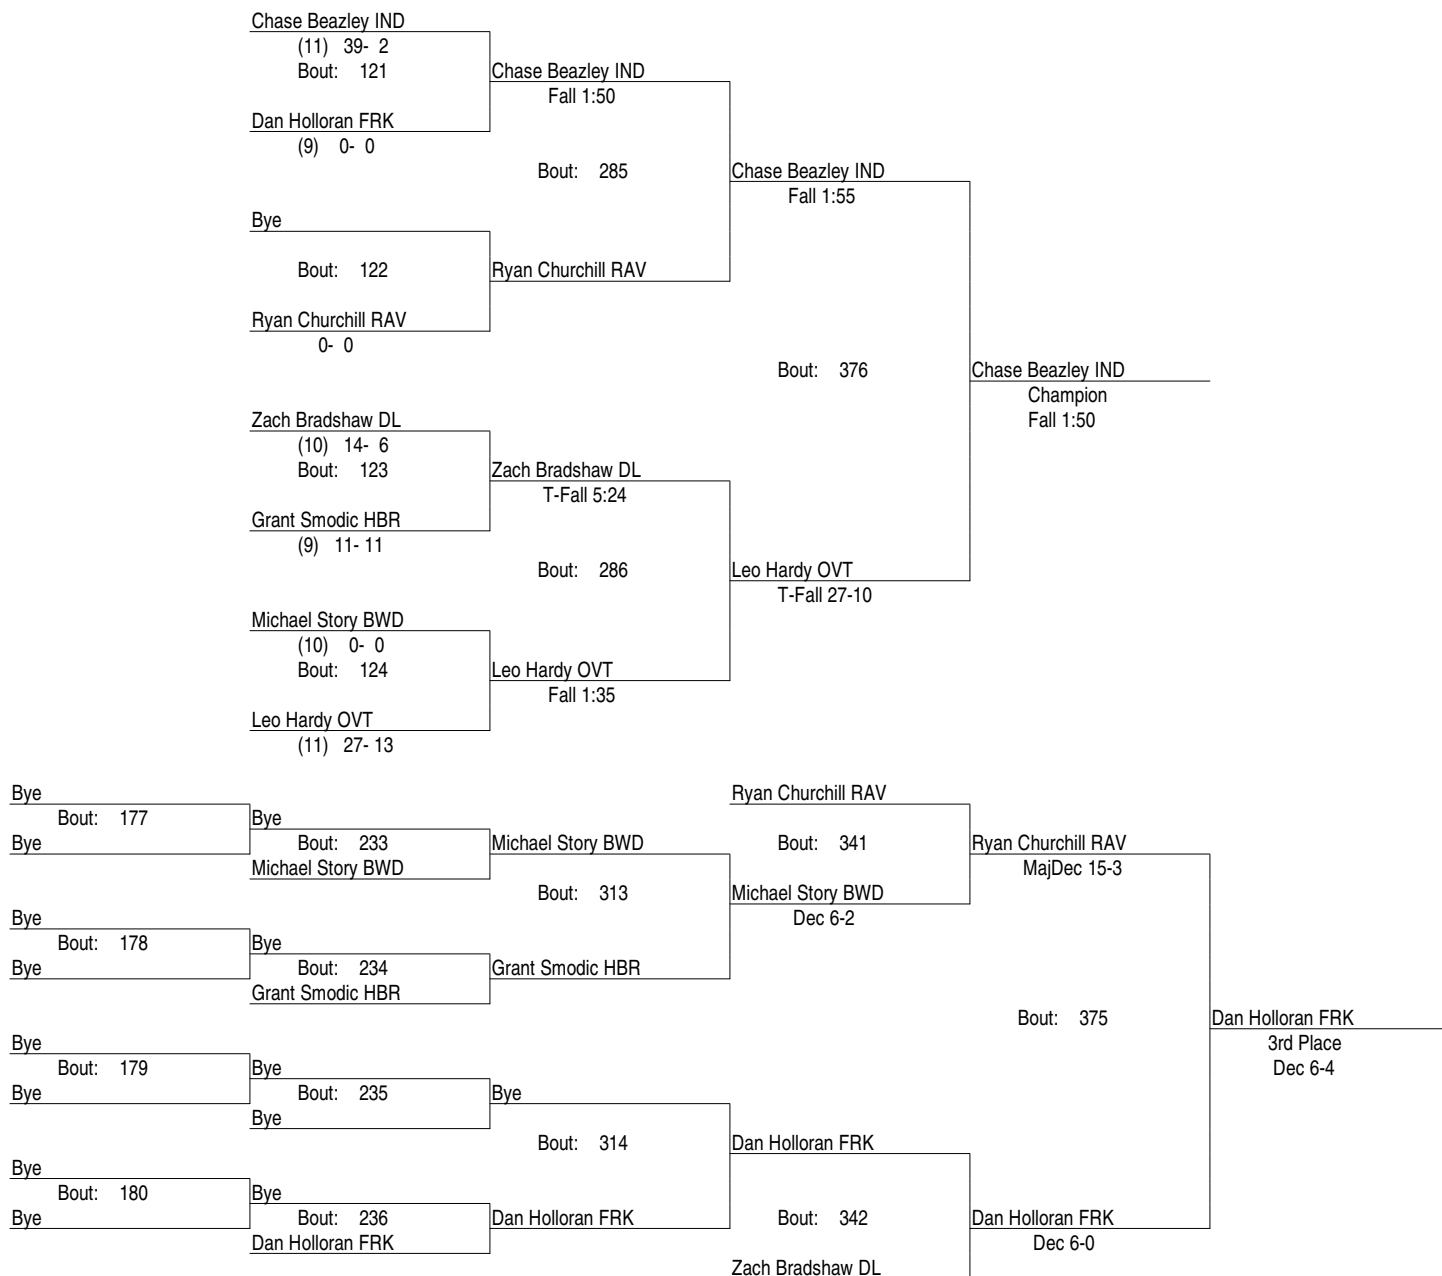 Chase Beazley IND
(11) 39- 2
Bout: 121
Chase Beazley IND
Fall 1:50
Dan Holloran FRK
(9) 0- 0
Bout: 285
Chase Beazley IND
Fall 1:55
Bye
Bout: 122
Ryan Churchill RAV
Ryan Churchill RAV
0- 0
Bout: 376
Chase Beazley IND
Champion
Fall 1:50
Zach Bradshaw DL
(10) 14- 6
Bout: 123
Zach Bradshaw DL
T-Fall 5:24
Grant Smodic HBR
(9) 11- 11
Bout: 286
Leo Hardy OVT
T-Fall 27-10
Michael Story BWD
(10) 0- 0
Bout: 124
Leo Hardy OVT
Fall 1:35
Leo Hardy OVT
(11) 27- 13
Bye
Bout: 177
Bye
Bye
Bout: 233
Michael Story BWD
Michael Story BWD
Ryan Churchill RAV
Bout: 341
Ryan Churchill RAV
MajDec 15-3
Bout: 313
Michael Story BWD
Dec 6-2
Bye
Bout: 178
Bye
Bye
Bout: 234
Grant Smodic HBR
Grant Smodic HBR
Bout: 375
Dan Holloran FRK
3rd Place
Dec 6-4
Bye
Bout: 179
Bye
Bye
Bout: 235
Bye
Bye
Bout: 314
Dan Holloran FRK
Bye
Bout: 180
Bye
Bye
Bout: 236
Dan Holloran FRK
Dan Holloran FRK
Bout: 342
Dan Holloran FRK
Dec 6-0
Zach Bradshaw DL